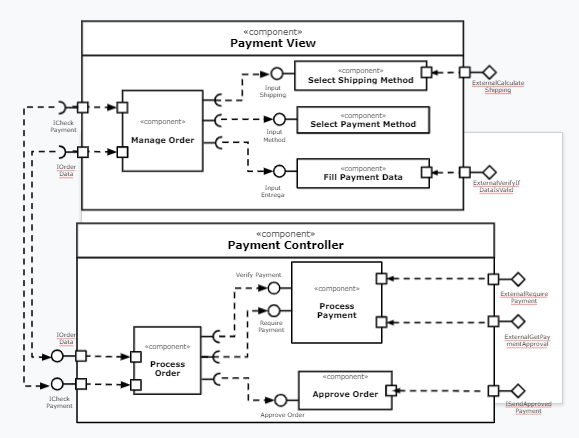 «component»
Payment View
«component»
Select Shipping Method
ExternalCalculate
Shipping
Input
Shipping
«component»
Manage Order
ICheck
Payment
«component»
Select Payment Method
Input
Method
IOrder
Data
«component»
Fill Payment Data
Input
Entrega
ExternalVerifyIf
DataIsValid
«component»
Payment Controller
Verify Payment
«component»
Process
Payment
Require
Payment
ExternalRequire
Payment
ExternalGetPay
mentApproval
IOrder
Data
«component»
Process
Order
ICheck
Payment
«component»
Approve Order
Approve Order
ISendApproved
Payment